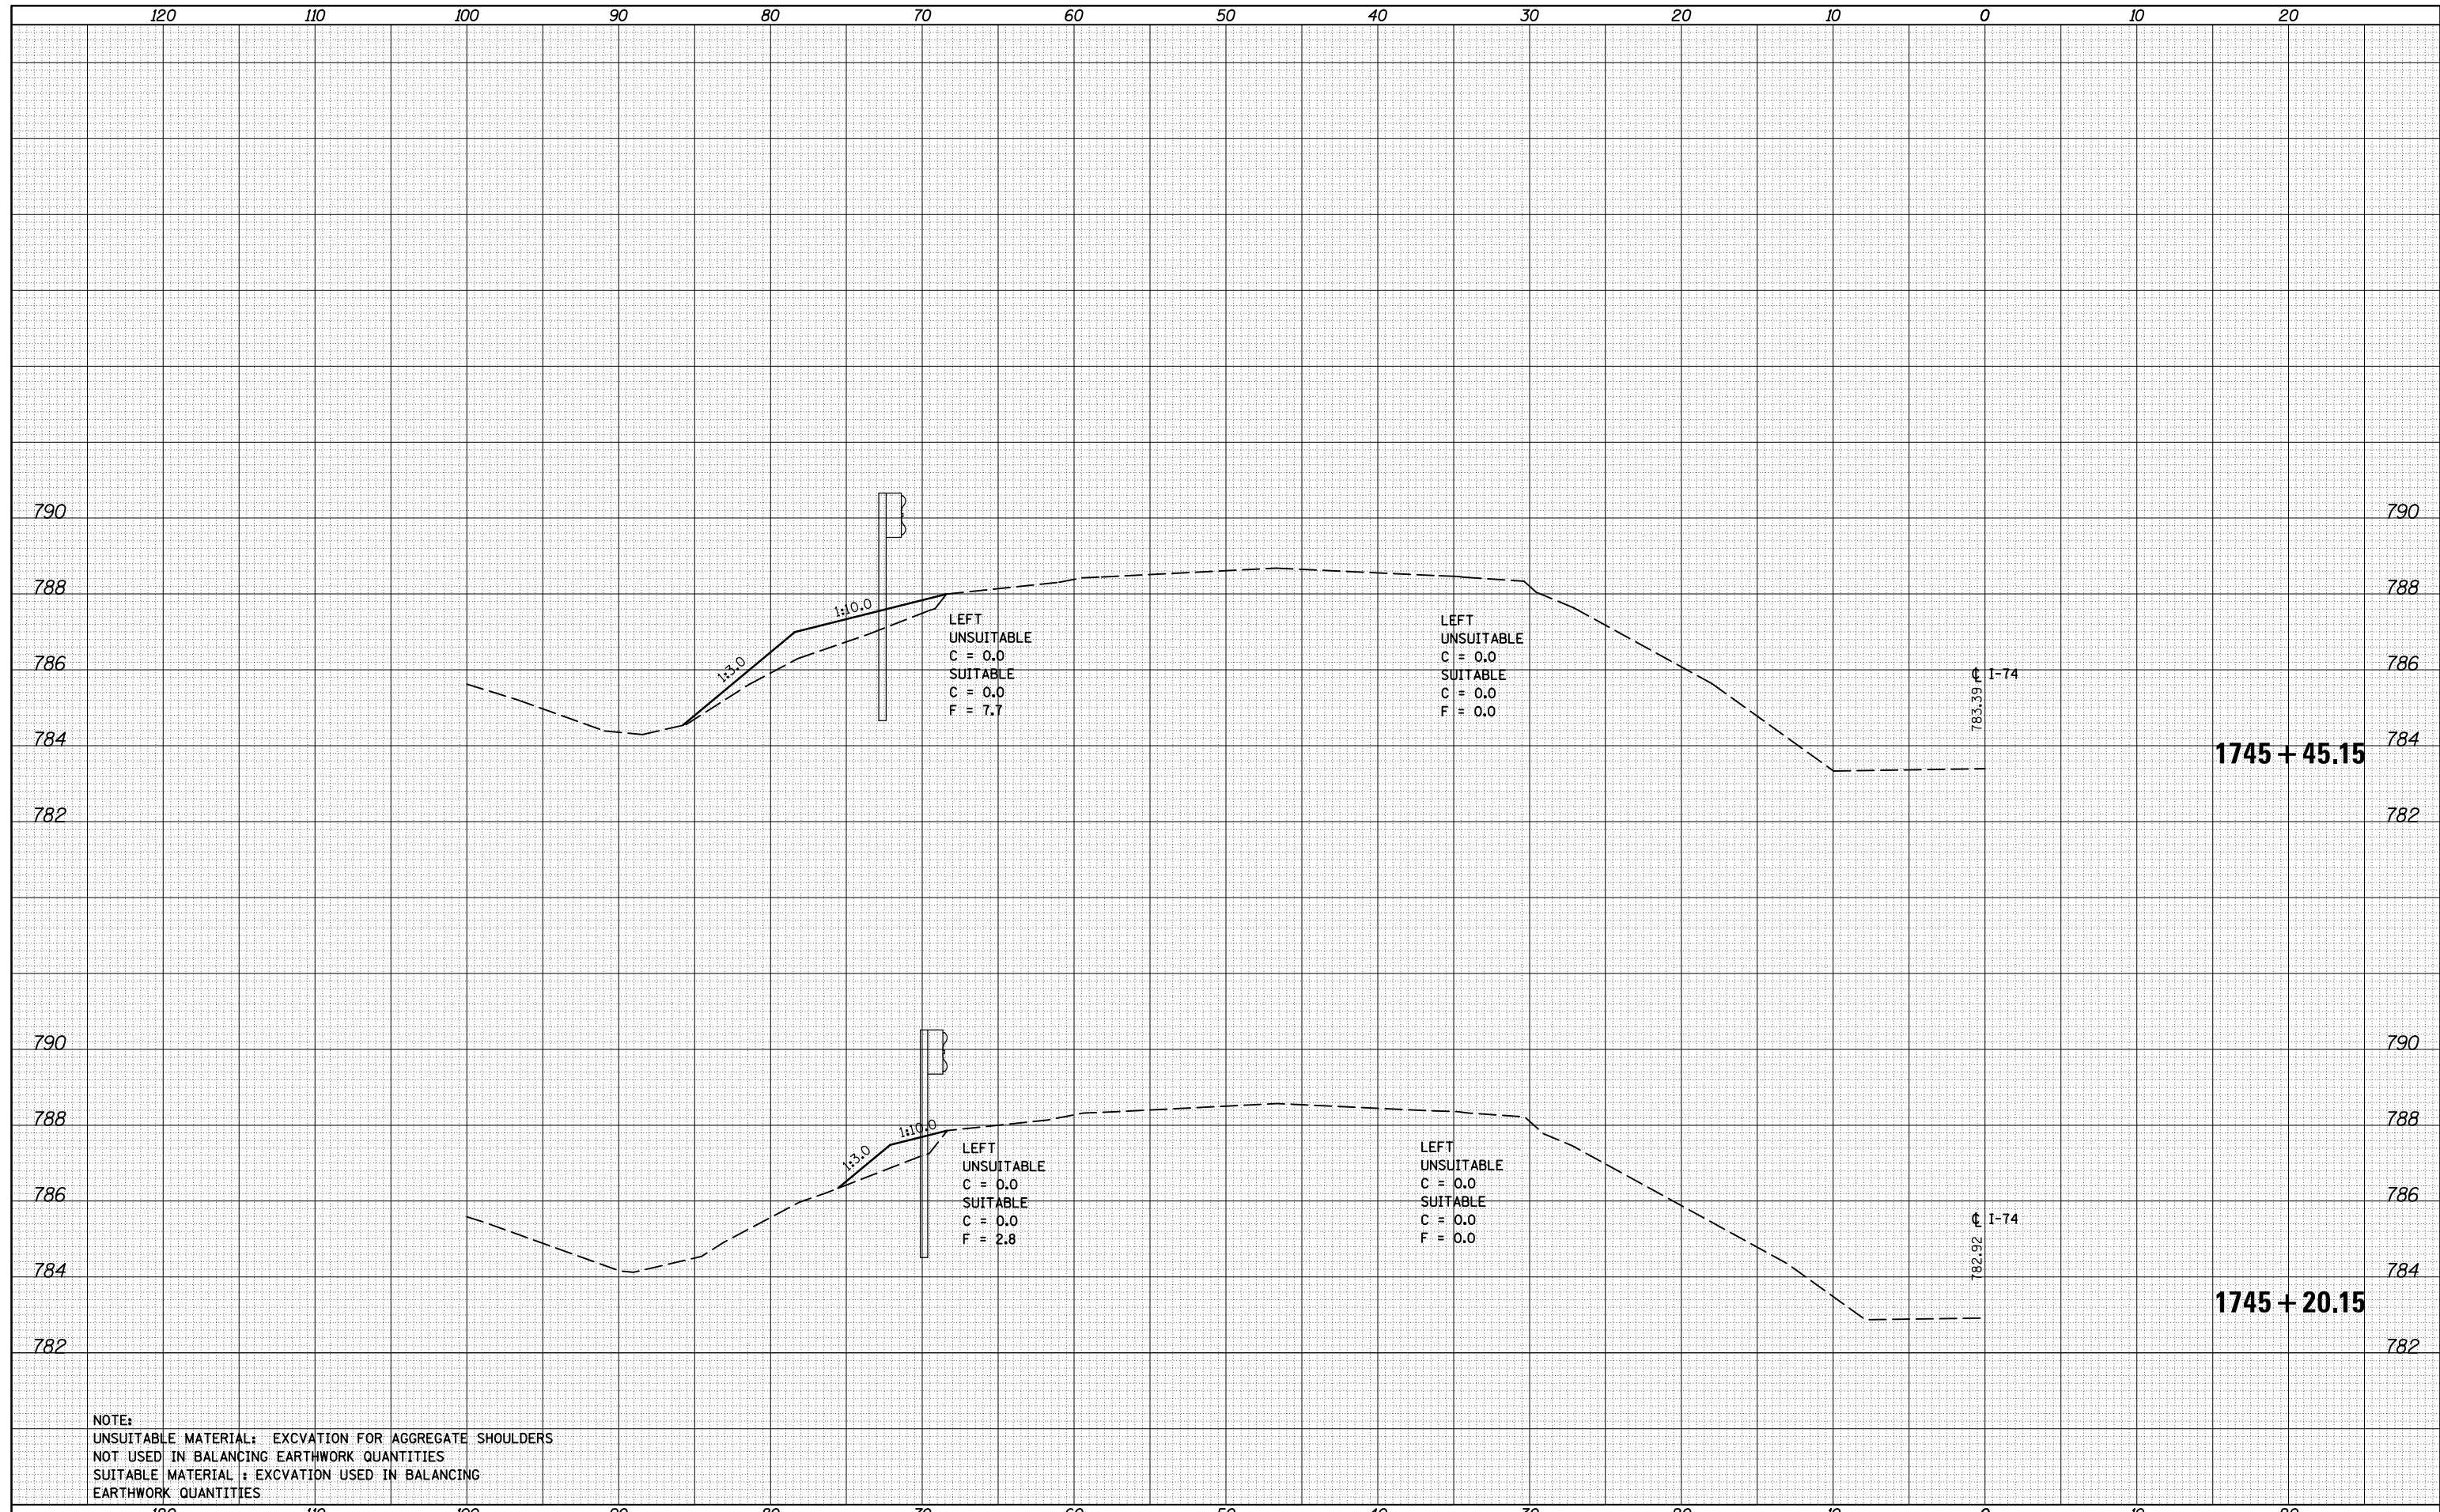 120 110 100 90 80 70 60 50 40 30 20 10 0 10 20
790 790
788 788
1:10.0
1:3.0
LEFT
UNSUITABLE
C = 0.0
SUITABLE
C = 0.0
F = 7.7
LEFT
UNSUITABLE
C = 0.0
SUITABLE
C = 0.0
F = 0.0
786 786
℄ I-74
783.39
784 784
1745 + 45.15
782 782
790 790
788 788
1:10.0
1:3.0
LEFT
UNSUITABLE
C = 0.0
SUITABLE
C = 0.0
F = 2.8
LEFT
UNSUITABLE
C = 0.0
SUITABLE
C = 0.0
F = 0.0
786 786
℄ I-74
782.92
784 784
1745 + 20.15
782 782
NOTE:
UNSUITABLE MATERIAL: EXCVATION FOR AGGREGATE SHOULDERS
NOT USED IN BALANCING EARTHWORK QUANTITIES
SUITABLE MATERIAL : EXCVATION USED IN BALANCING
EARTHWORK QUANTITIES